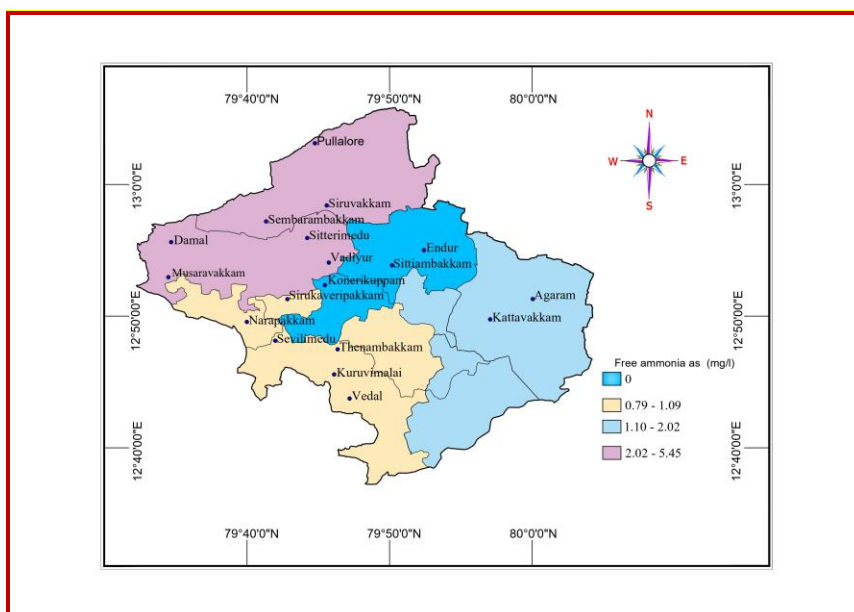 79°40'0"N 79°50'0"N 80°0'0"N
N
W E
S
13°0'0"E
13°0'0"E
12°50'0"E
12°50'0"E
12°40'0"E
12°40'0"E
Pullalore
Siruvakkam
Sembarambakkam
Sitterimedu
Damal
Endur
Vadiyur
Sittiambakkam
Musaravakkam
Konerikuppam
Sirukaveripakkam
Agaram
Narapakkam
Kattavakkam
Sevilimedu
Thenambakkam
Kuruvimalai
Vedal
Free ammonia as (mg/l)
0
0.79 - 1.09
1.10 - 2.02
2.02 - 5.45
79°40'0"N 79°50'0"N 80°0'0"N